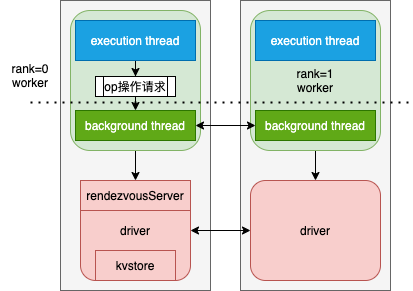 execution thread
execution thread
rank=0
worker
op操作请求
rank=1
worker
background thread
background thread
rendezvousServer
driver
driver
kvstore